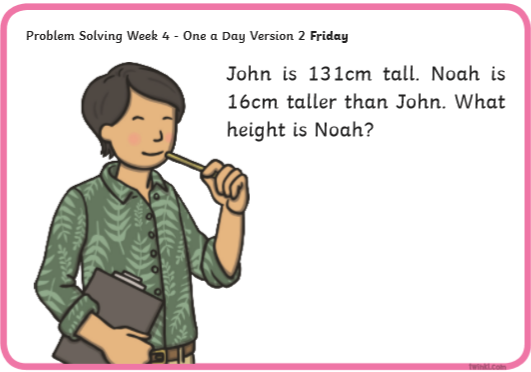 Problem Solving Week 4 - One a Day Version 2 Friday
John is 131cm tall. Noah is
16cm taller than John. What
height is Noah?
twinkl.com